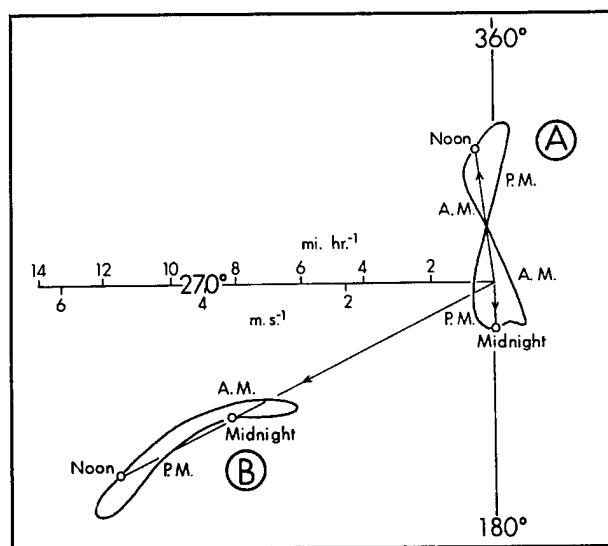 360°
Noon
A
P.M.
A.M.
mi. hr.⁻¹
14 12 10 8 6 4 2
A.M.
270°
6 4 2
m.s.⁻¹
P.M.
Midnight
A.M.
Midnight
Noon
P.M.
B
180°